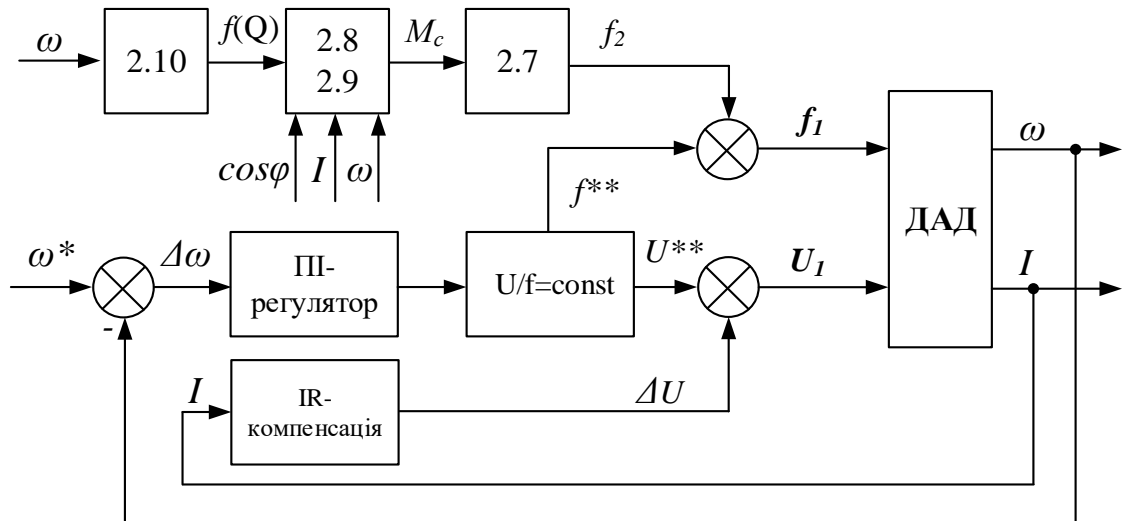 ω
2.10
f(Q)
2.8
2.9
M_c
2.7
f_2
cosφ
I
ω
f**
f_1
ω
ДАД
ω*
Δω
ПІ-
регулятор
U/f=const
U**
U_1
I
-
I
IR-
компенсація
ΔU